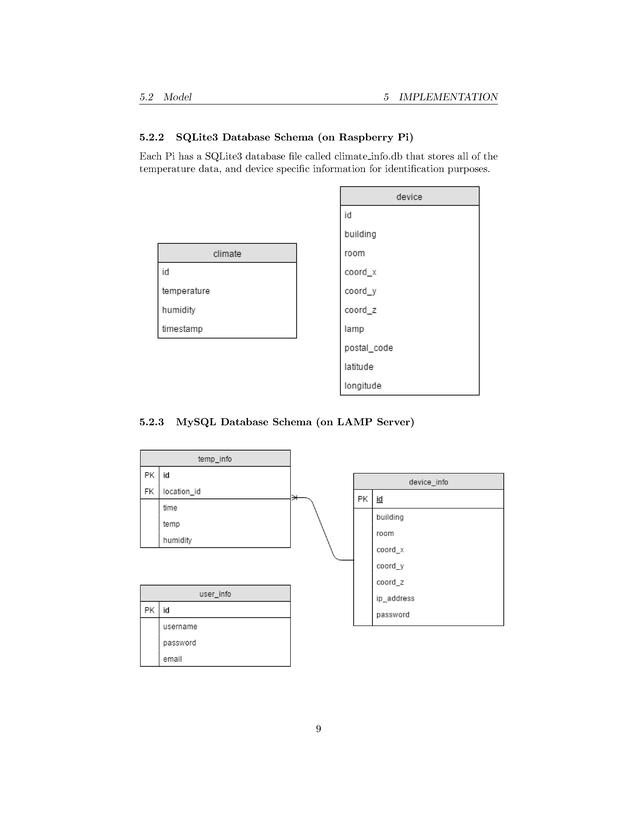 5.2 Model 5 IMPLEMENTATION
5.2.2 SQLite3 Database Schema (on Raspberry Pi)
Each Pi has a SQLite3 database file called climate_info.db that stores all of the
temperature data, and device specific information for identification purposes.
climate
id
temperature
humidity
timestamp
device
id
building
room
coord_x
coord_y
coord_z
lamp
postal_code
latitude
longitude
5.2.3 MySQL Database Schema (on LAMP Server)
temp_info
PK id
FK location_id
time
temp
humidity
device_info
PK id
building
room
coord_x
coord_y
coord_z
ip_address
password
user_info
PK id
username
password
email
9